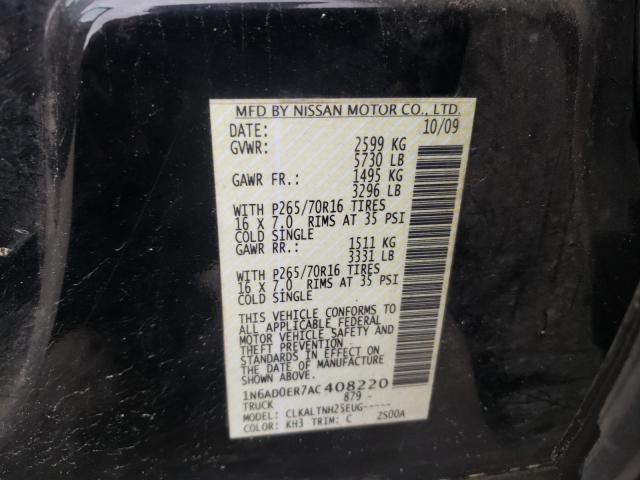 MFD BY NISSAN MOTOR CO., LTD.
DATE: 10/09
GVWR: 2599 KG
5730 LB
GAWR FR.: 1495 KG
3296 LB
WITH P265/70R16 TIRES
16 X 7.0 RIMS AT 35 PSI
COLD SINGLE
GAWR RR.: 1511 KG
3331 LB
WITH P265/70R16 TIRES
16 X 7.0 RIMS AT 35 PSI
COLD SINGLE
THIS VEHICLE CONFORMS TO
ALL APPLICABLE FEDERAL
MOTOR VEHICLE SAFETY AND
THEFT PREVENTION
STANDARDS IN EFFECT ON
THE DATE OF MANUFACTURE
SHOWN ABOVE.
1N6AD0ER7AC408220
TRUCK 879 -
MODEL: CLKALTNH25EUG-----
COLOR: KH3 TRIM: C 2S00A